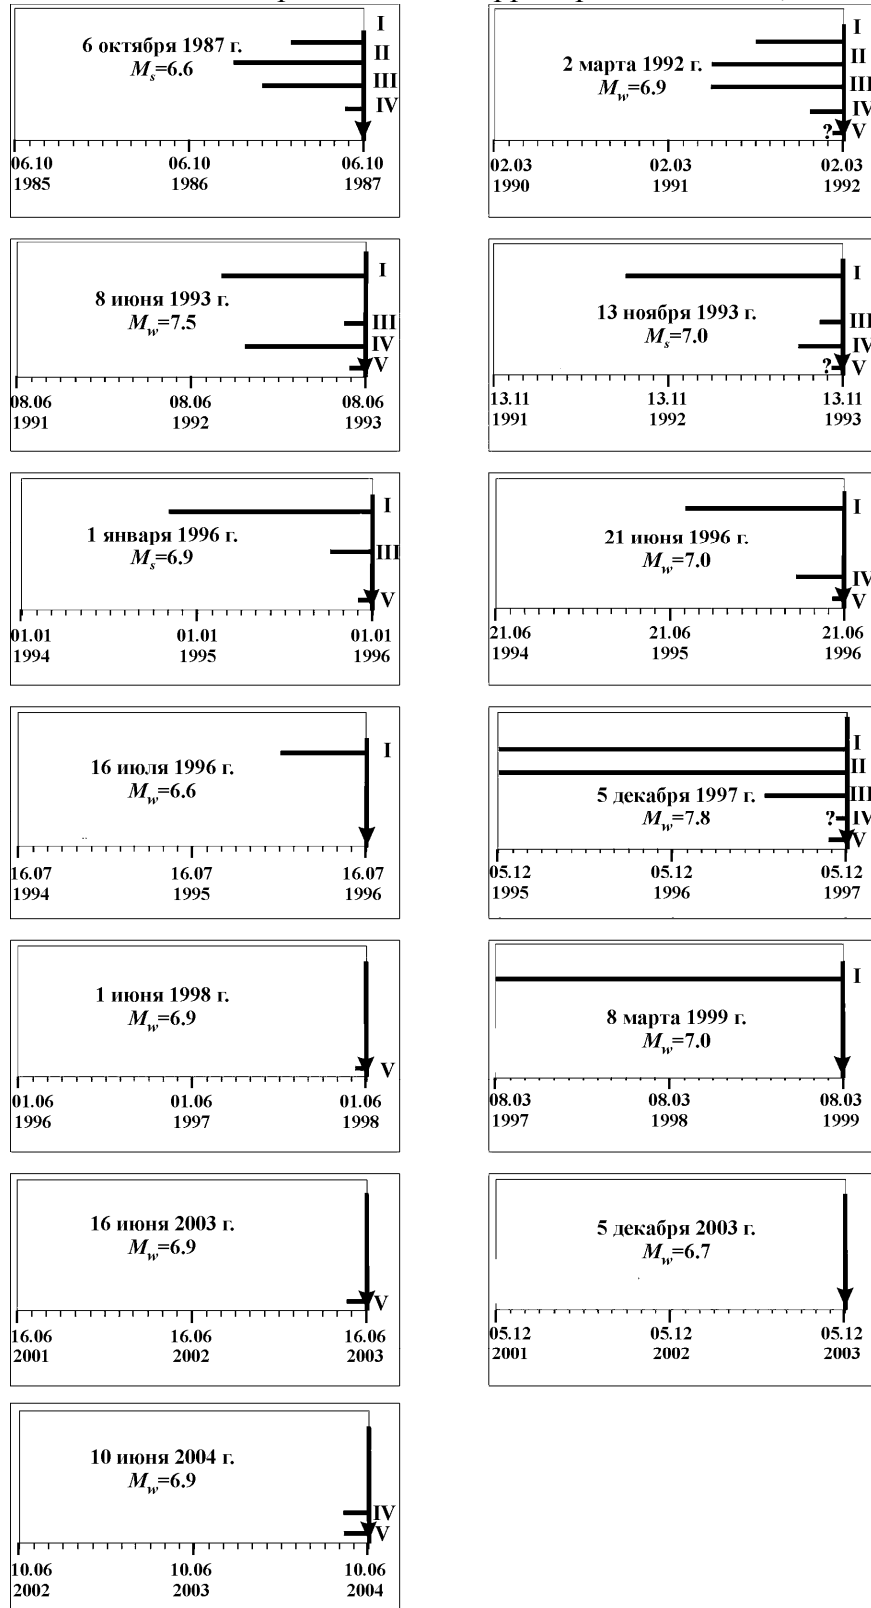 I
6 октября 1987 г.
II
Ms=6.6
III
IV
06.10 06.10 06.10
1985 1986 1987
I
2 марта 1992 г.
II
Mw=6.9
III
IV
? V
02.03 02.03 02.03
1990 1991 1992
I
8 июня 1993 г.
Mw=7.5
III
IV
V
08.06 08.06 08.06
1991 1992 1993
I
13 ноября 1993 г.
Ms=7.0
III
IV
? V
13.11 13.11 13.11
1991 1992 1993
I
1 января 1996 г.
Ms=6.9
III
V
01.01 01.01 01.01
1994 1995 1996
I
21 июня 1996 г.
Mw=7.0
IV
V
21.06 21.06 21.06
1994 1995 1996
I
16 июля 1996 г.
Mw=6.6
16.07 16.07 16.07
1994 1995 1996
I
II
5 декабря 1997 г.
III
Mw=7.8
? IV
V
05.12 05.12 05.12
1995 1996 1997
1 июня 1998 г.
Mw=6.9
V
01.06 01.06 01.06
1996 1997 1998
I
8 марта 1999 г.
Mw=7.0
08.03 08.03 08.03
1997 1998 1999
16 июня 2003 г.
Mw=6.9
V
16.06 16.06 16.06
2001 2002 2003
5 декабря 2003 г.
Mw=6.7
05.12 05.12 05.12
2001 2002 2003
10 июня 2004 г.
Mw=6.9
IV
V
10.06 10.06 10.06
2002 2003 2004